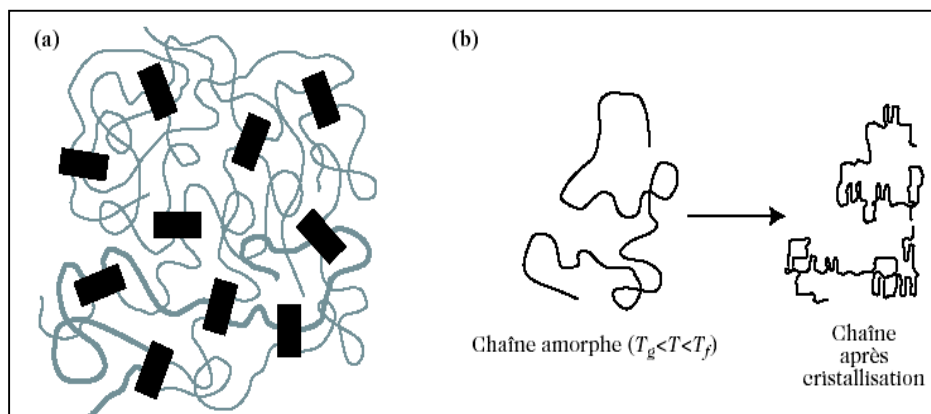 (a)
(b)
Chaîne amorphe (Tg<T<Tf)
Chaîne
après
cristallisation